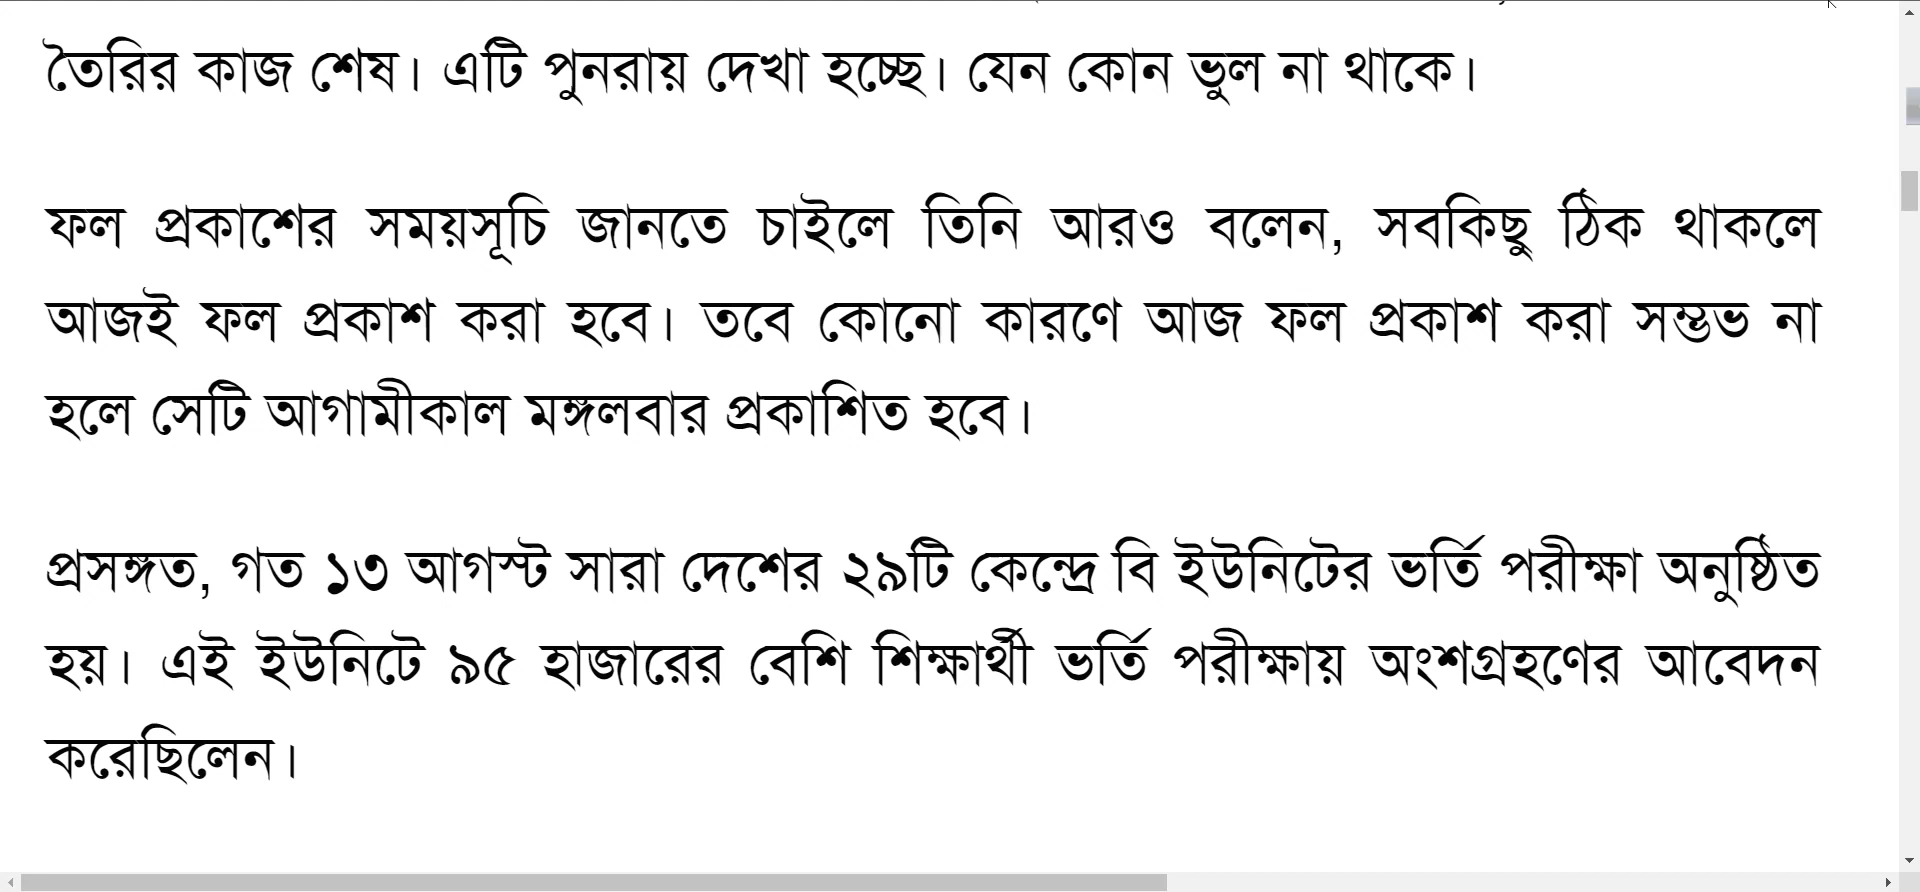 তৈরির কাজ শেষ। এটি পুনরায় দেখা হচ্ছে। যেন কোন ভুল না থাকে।
ফল প্রকাশের সময়সূচি জানতে চাইলে তিনি আরও বলেন, সবকিছু ঠিক থাকলে
আজই ফল প্রকাশ করা হবে। তবে কোনো কারণে আজ ফল প্রকাশ করা সম্ভভ না
হলে সেটি আগামীকাল মঙ্গলবার প্রকাশিত হবে।
প্রসঙ্গত, গত ১৩ আগস্ট সারা দেশের ২৯টি কেন্দ্রে বি ইউনিটের ভর্তি পরীক্ষা অনুষ্ঠিত
হয়। এই ইউনিটে ৯৫ হাজারের বেশি শিক্ষার্থী ভর্তি পরীক্ষায় অংশগ্রহণের আবেদন
করেছিলেন।